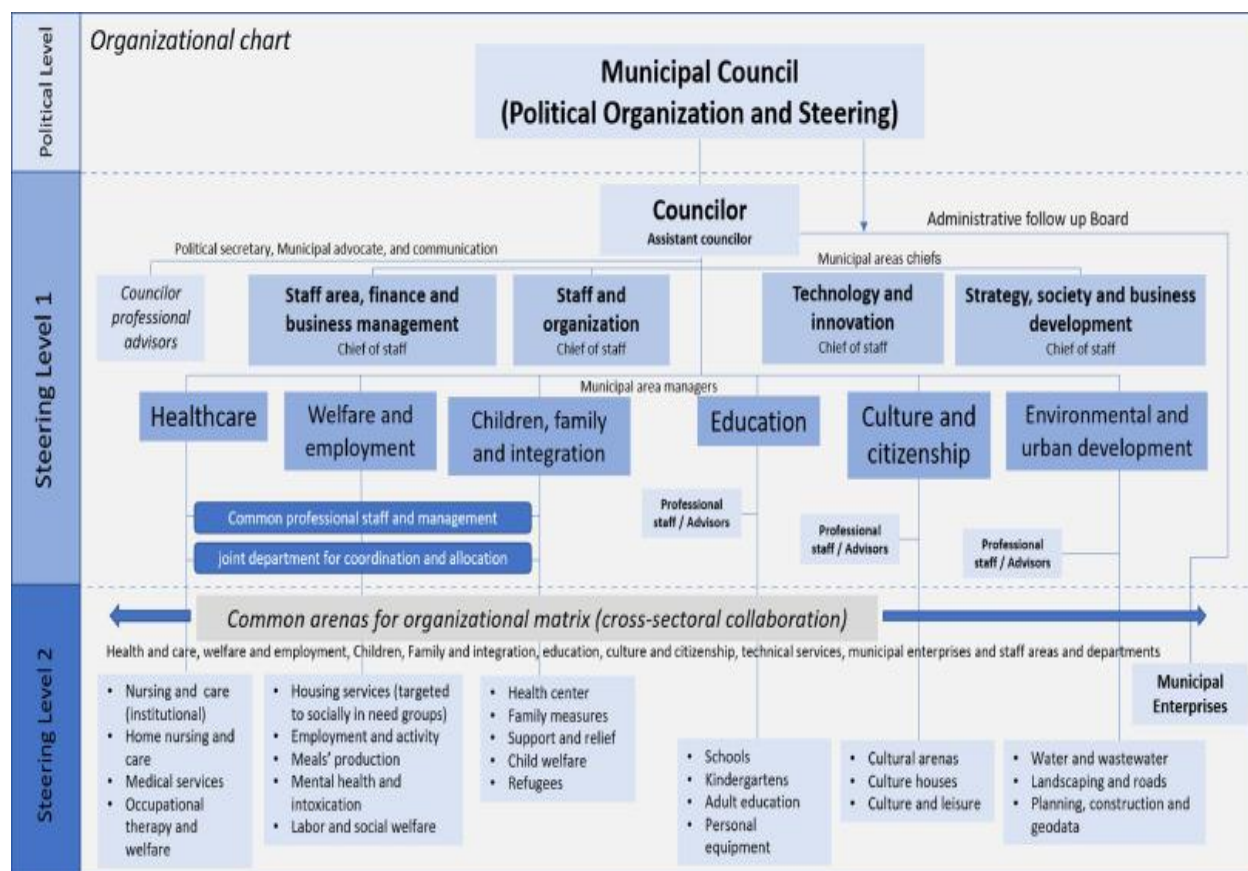 Political Level
Organizational chart
Municipal Council
(Political Organization and Steering)
Steering Level 1
Councilor
Assistant councilor
Administrative follow up Board
Political secretary, Municipal advocate, and communication
Municipal areas chiefs
Councilor
professional
advisors
Staff area, finance and
business management
Chief of staff
Staff and
organization
Chief of staff
Technology and
innovation
Chief of staff
Strategy, society and business
development
Chief of staff
Municipal area managers
Healthcare
Welfare and
employment
Children, family
and integration
Education
Culture and
citizenship
Environmental and
urban development
Common professional staff and management
joint department for coordination and allocation
Professional
staff / Advisors
Professional
staff / Advisors
Professional
staff / Advisors
Steering Level 2
Common arenas for organizational matrix (cross-sectoral collaboration)
Health and care, welfare and employment, Children, Family and integration, education, culture and citizenship, technical services, municipal enterprises and staff areas and departments
Municipal
Enterprises
• Nursing and care
(institutional)
• Home nursing and
care
• Medical services
• Occupational
therapy and
welfare
• Housing services (targeted
to socially in need groups)
• Employment and activity
• Meals' production
• Mental health and
intoxication
• Labor and social welfare
• Health center
• Family measures
• Support and relief
• Child welfare
• Refugees
• Schools
• Kindergartens
• Adult education
• Personal
equipment
• Cultural arenas
• Culture houses
• Culture and leisure
• Water and wastewater
• Landscaping and roads
• Planning, construction and
geodata